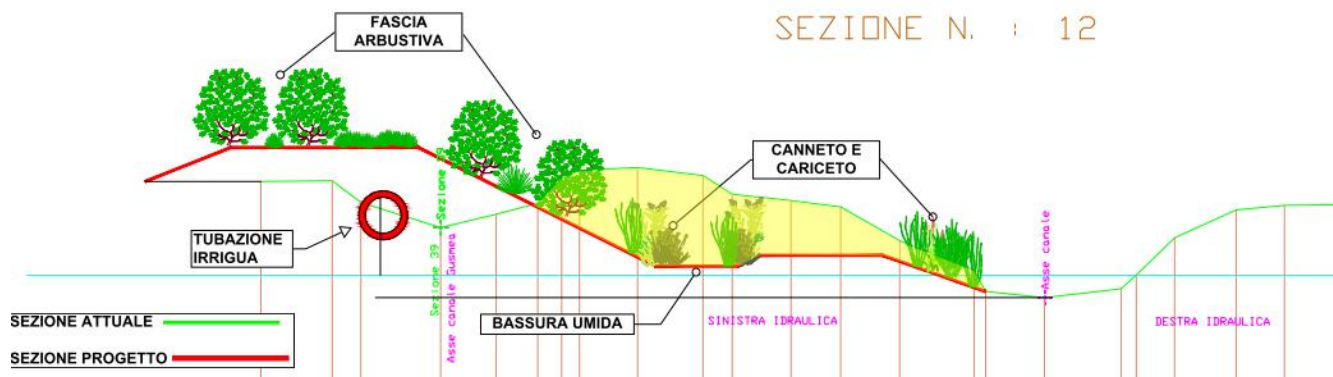 FASCIA
ARBUSTIVA
SEZIONE N. : 12
CANNETO E
CARICETO
TUBAZIONE
IRRIGUA
Sezione 39
Sezione 39
Asse canale Gusmea
Asse canale
SEZIONE ATTUALE
BASSURA UMIDA
SINISTRA IDRAULICA
DESTRA IDRAULICA
SEZIONE PROGETTO